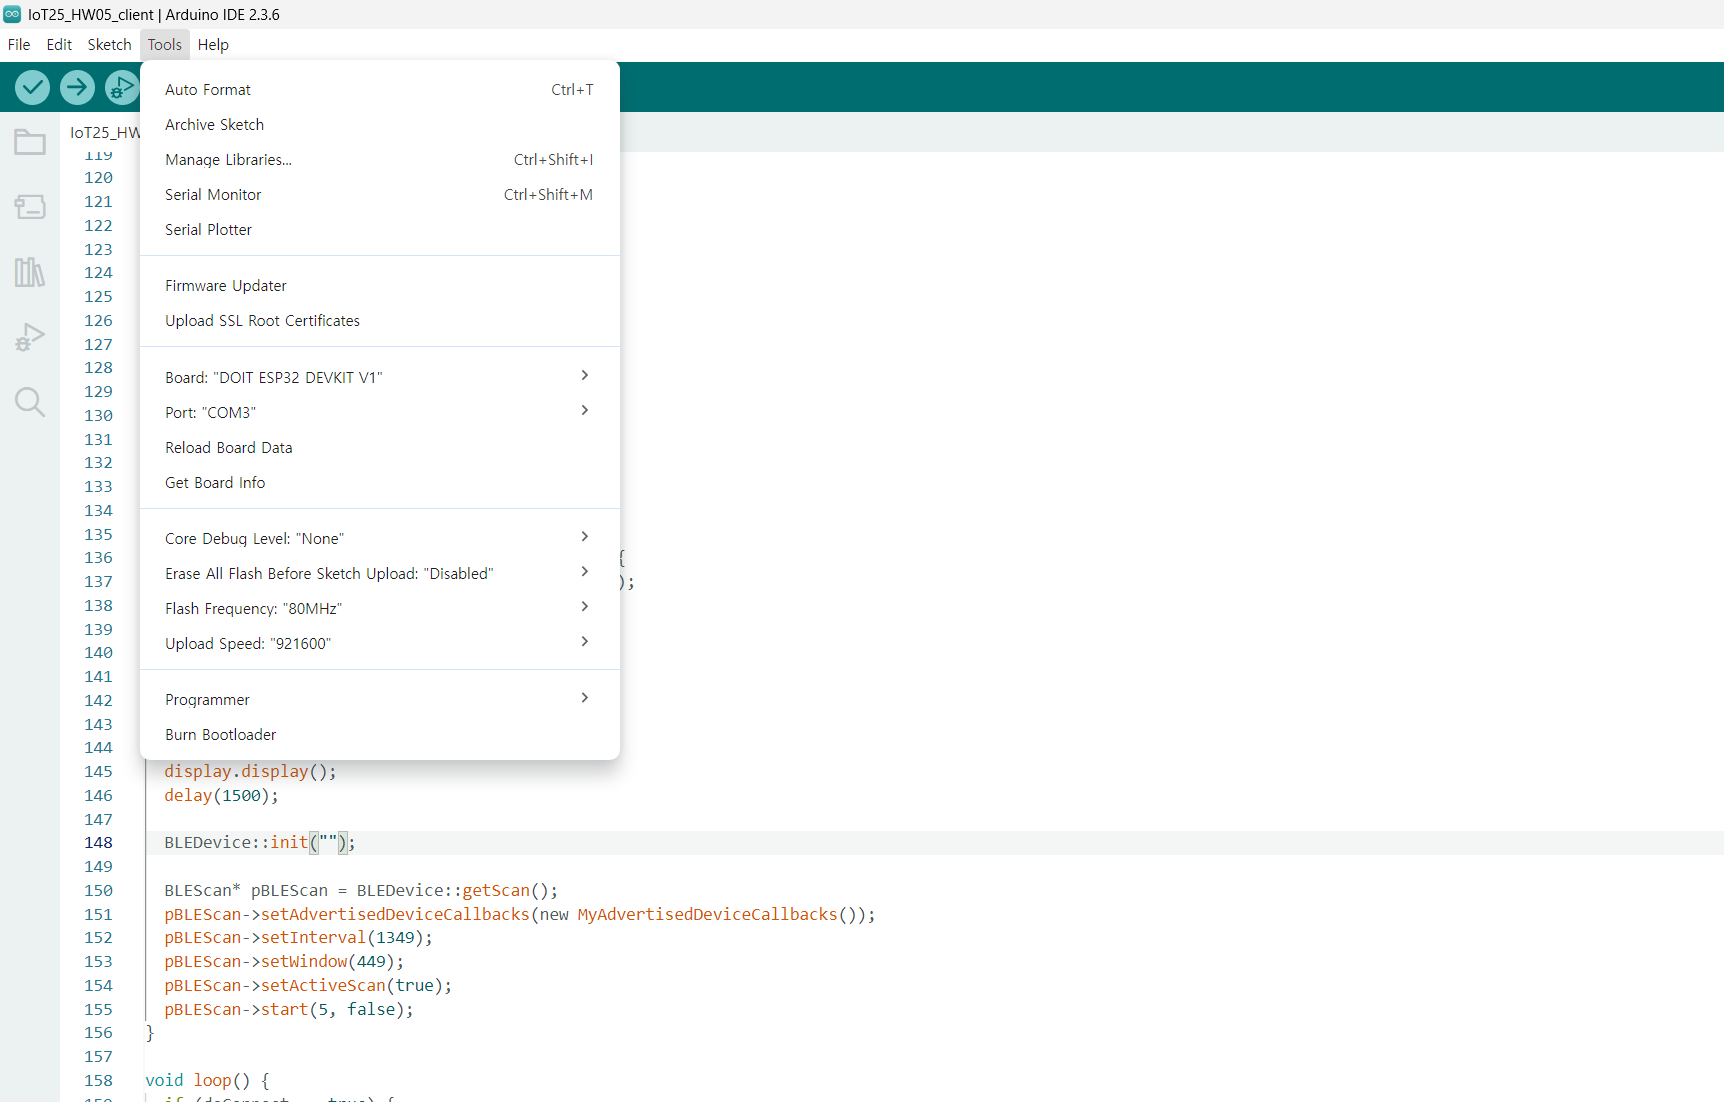 IoT25_HW05_client | Arduino IDE 2.3.6
File Edit Sketch Tools Help
Auto Format Ctrl+T
Archive Sketch
Manage Libraries... Ctrl+Shift+I
Serial Monitor Ctrl+Shift+M
Serial Plotter
Firmware Updater
Upload SSL Root Certificates
Board: "DOIT ESP32 DEVKIT V1"
Port: "COM3"
Reload Board Data
Get Board Info
Core Debug Level: "None"
Erase All Flash Before Sketch Upload: "Disabled"
Flash Frequency: "80MHz"
Upload Speed: "921600"
Programmer
Burn Bootloader
IoT25_HW
119
120
121
122
123
124
125
126
127
128
129
130
131
132
133
134
135
136 {
137 );
138
139
140
141
142
143
144
145 display.display();
146 delay(1500);
147
148 BLEDevice::init("");
149
150 BLEScan* pBLEScan = BLEDevice::getScan();
151 pBLEScan->setAdvertisedDeviceCallbacks(new MyAdvertisedDeviceCallbacks());
152 pBLEScan->setInterval(1349);
153 pBLEScan->setWindow(449);
154 pBLEScan->setActiveScan(true);
155 pBLEScan->start(5, false);
156 }
157
158 void loop() {